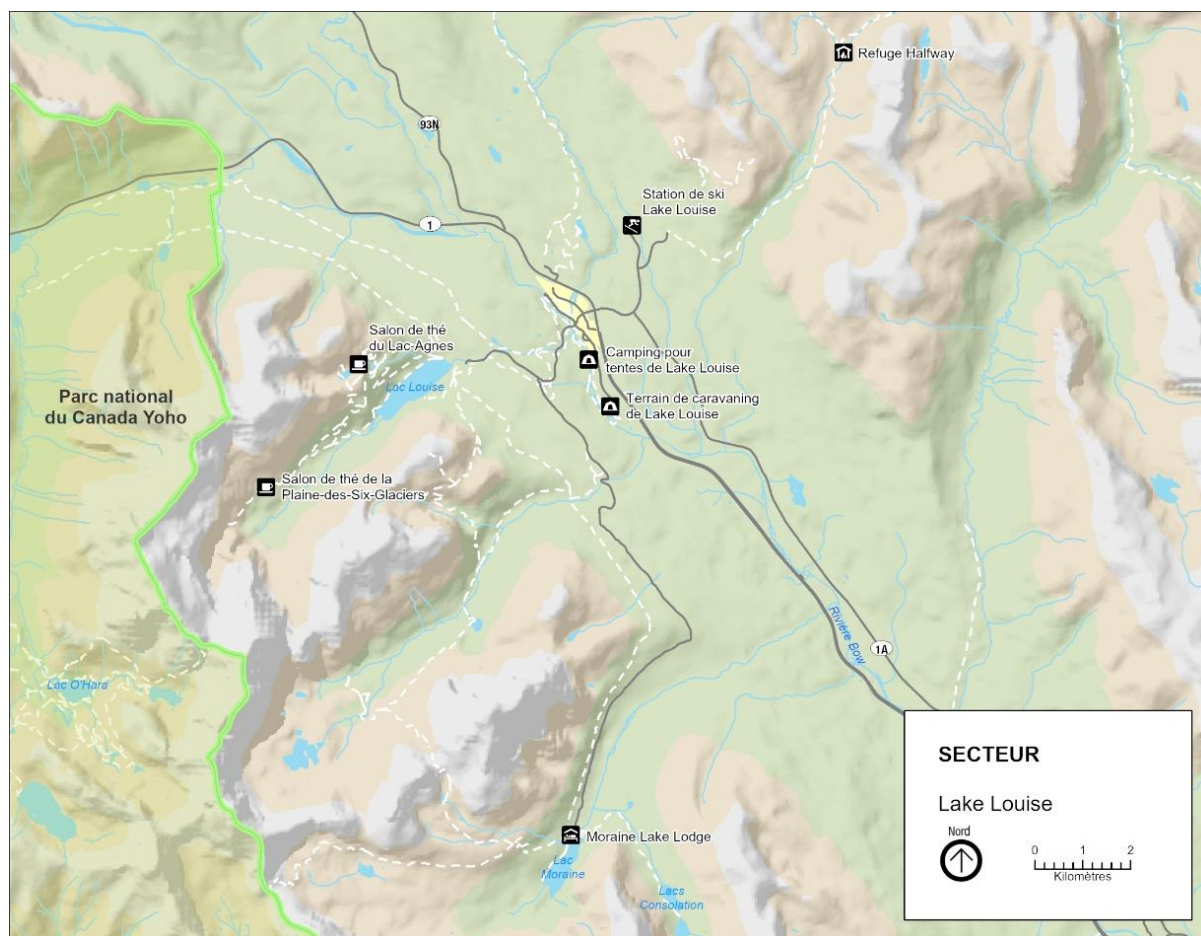 Refuge Halfway
93N
Station de ski
Lake Louise
1
Salon de thé
du Lac-Agnes
Camping pour
tentes de Lake Louise
Lac Louise
Parc national
du Canada Yoho
Terrain de caravaning
de Lake Louise
Salon de thé de la
Plaine-des-Six-Glaciers
Rivière Bow
1A
Lac O'Hara
SECTEUR
Lake Louise
Nord
0 1 2
Kilomètres
Moraine Lake Lodge
Lac
Moraine
Lacs
Consolation